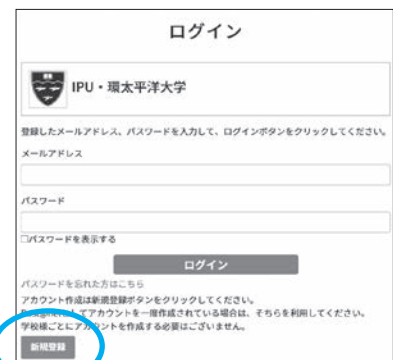 ログイン
IPU・環太平洋大学
登録したメールアドレス、パスワードを入力して、ログインボタンをクリックしてください。
メールアドレス
パスワード
□パスワードを表示する
ログイン
パスワードを忘れた方はこちら
アカウント作成は新規登録ボタンをクリックしてください。
してアカウントを一度作成されている場合は、そちらを利用してください。
学校様ごとにアカウントを作成する必要はございません。
新規登録